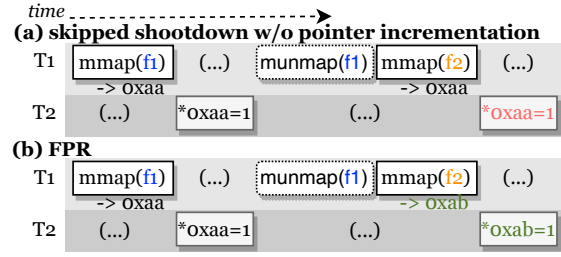 time
(a) skipped shootdown w/o pointer incrementation
T1 mmap(f1) (...) munmap(f1) mmap(f2) (...)
-> 0xaa -> 0xaa
T2 (...) *0xaa=1 (...) *0xaa=1
(b) FPR
T1 mmap(f1) (...) munmap(f1) mmap(f2) (...)
-> 0xaa -> 0xab
T2 (...) *0xaa=1 (...) *0xab=1